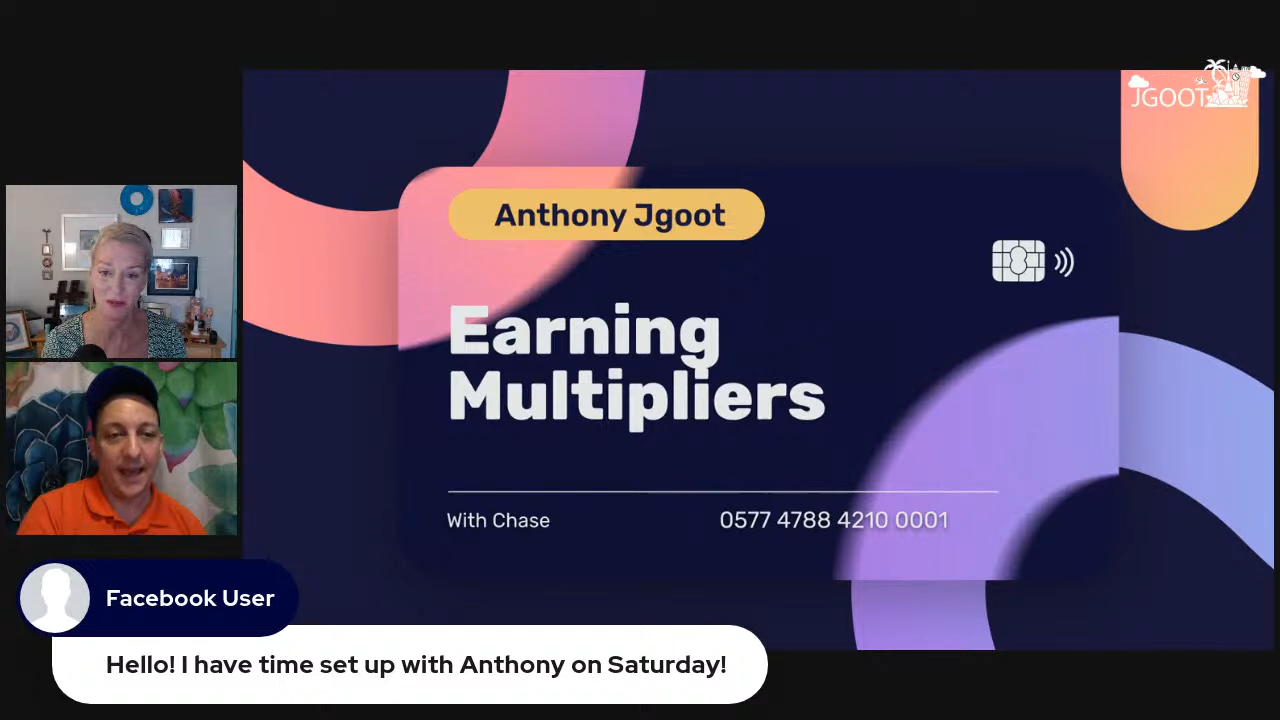 JGOOT
Anthony Jgoot
Earning
Multipliers
With Chase
0577 4788 4210 0001
Facebook User
Hello! I have time set up with Anthony on Saturday!